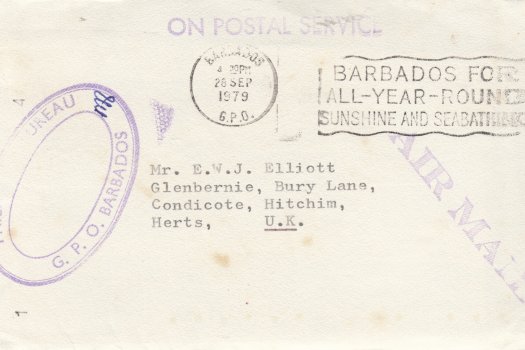 ON POSTAL SERVICE
BARBADOS
28 SEP
1979
G.P.O.
BARBADOS FOR
ALL-YEAR-ROUND
SUNSHINE AND SEABATHING
UREAU
G. P. O. BARBADOS
AIR MAIL
Mr. E.W.J. Elliott
Glenbernie, Bury Lane,
Condicote, Hitchim,
Herts, U.K.